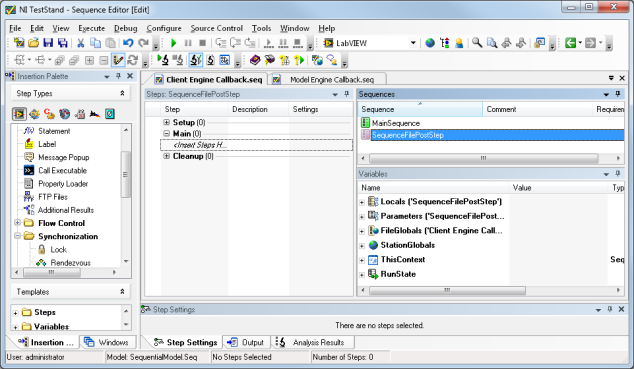 NI TestStand - Sequence Editor [Edit]
File Edit View Execute Debug Configure Source Control Tools Window Help
LabVIEW
Insertion Palette
Step Types
Statement
Label
Message Popup
Call Executable
Property Loader
FTP Files
Additional Results
Flow Control
Synchronization
Lock
Rendezvous
Templates
Steps
Variables
Insertion ... Windows
Client Engine Callback.seq Model Engine Callback.seq
Steps: SequenceFilePostStep
Step Description Settings
Setup (0)
Main (0)
<Insert Steps H...
Cleanup (0)
Sequences
Sequence Comment Requiren
MainSequence
SequenceFilePostStep
Variables
Name Value Typ
Locals ('SequenceFilePostStep')
Parameters ('SequenceFilePost...
FileGlobals ('Client Engine Call...
StationGlobals
ThisContext Seq
RunState
Step Settings
There are no steps selected.
Step Settings Output Analysis Results
User: administrator Model: SequentialModel.Seq No Steps Selected Number of Steps: 0